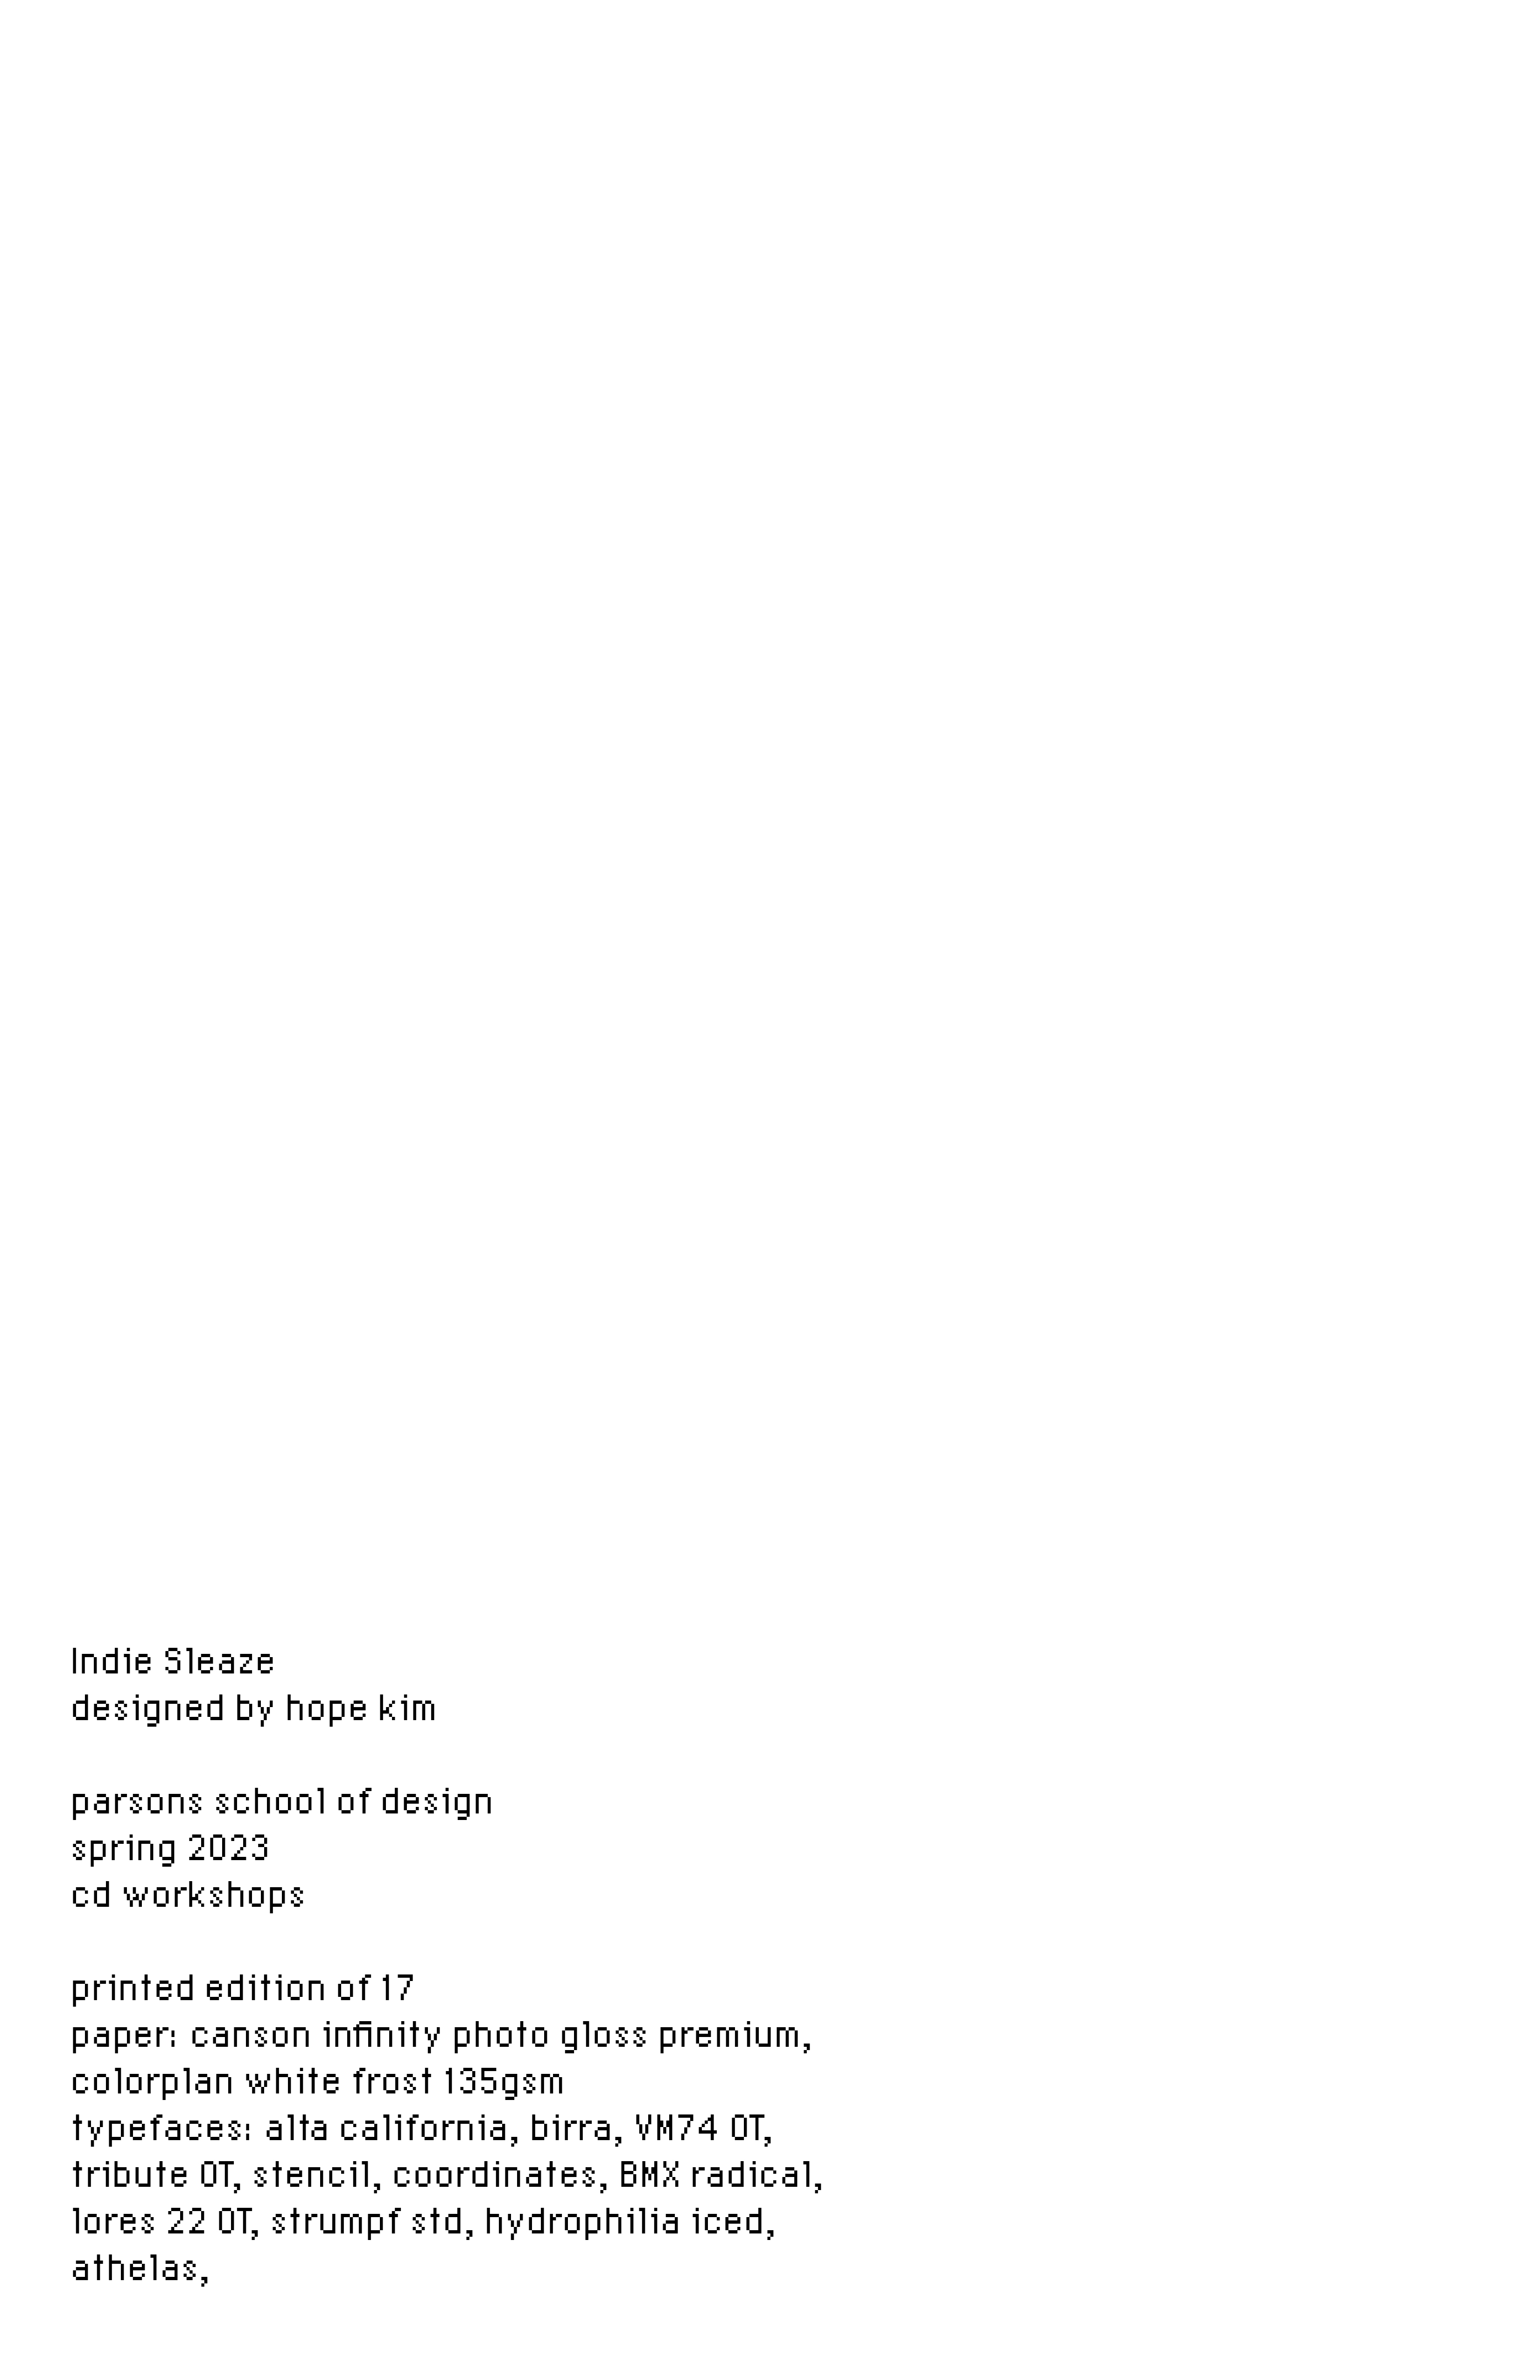 Indie Sleaze
designed by hope kim
parsons school of design
spring 2023
cd workshops
printed edition of 17
paper: canson infinity photo gloss premium,
colorplan white frost 135gsm
typefaces: alta california, birra, VM74 OT,
tribute OT, stencil, coordinates, BMX radical,
lores 22 OT, strumpf std, hydrophilia iced,
athelas,